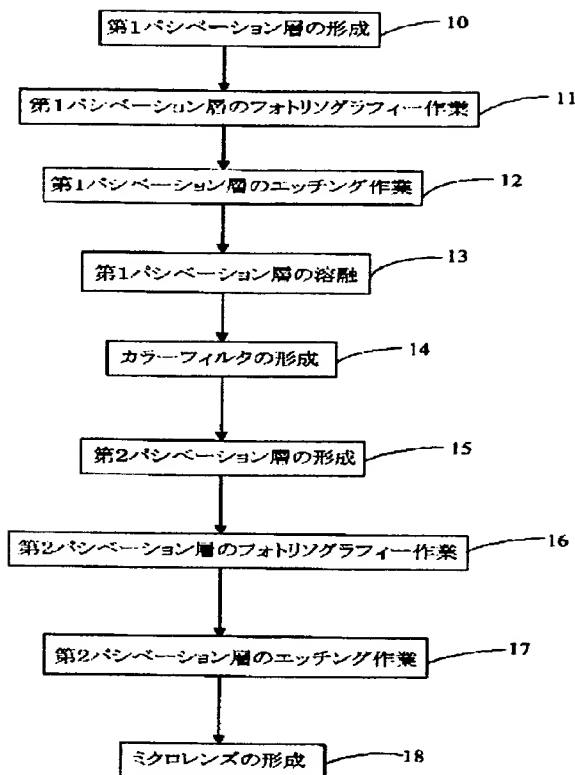 第1パシベーション層の形成 10
第1パシベーション層のフォトリソグラフィー作業 11
第1パシベーション層のエッチング作業 12
第1パシベーション層の溶融 13
カラーフィルタの形成 14
第2パシベーション層の形成 15
第2パシベーション層のフォトリソグラフィー作業 16
第2パシベーション層のエッチング作業 17
ミクロレンズの形成 18